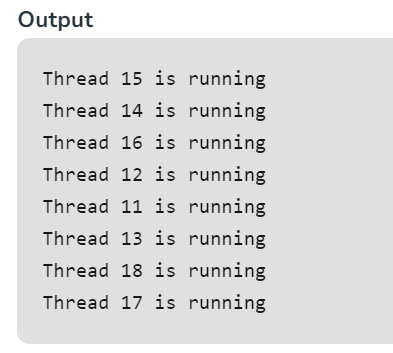 Output
Thread 15 is running
Thread 14 is running
Thread 16 is running
Thread 12 is running
Thread 11 is running
Thread 13 is running
Thread 18 is running
Thread 17 is running